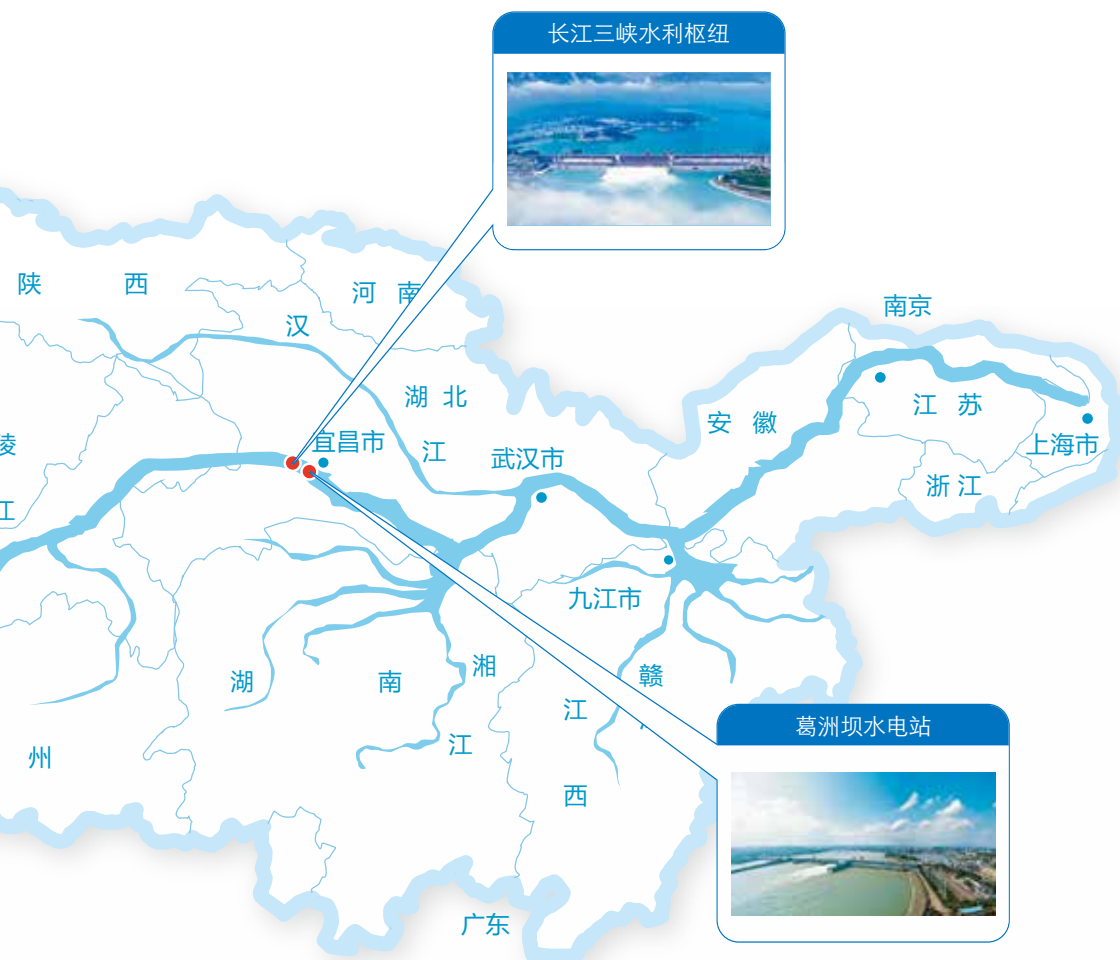 长江三峡水利枢纽
陕 西
河 南
南京
汉
湖 北
江 苏
安 徽
宜昌市
陵
江
武汉市
上海市
浙 江
江
九江市
湘
赣
湖 南
江
江
葛洲坝水电站
州
西
广东